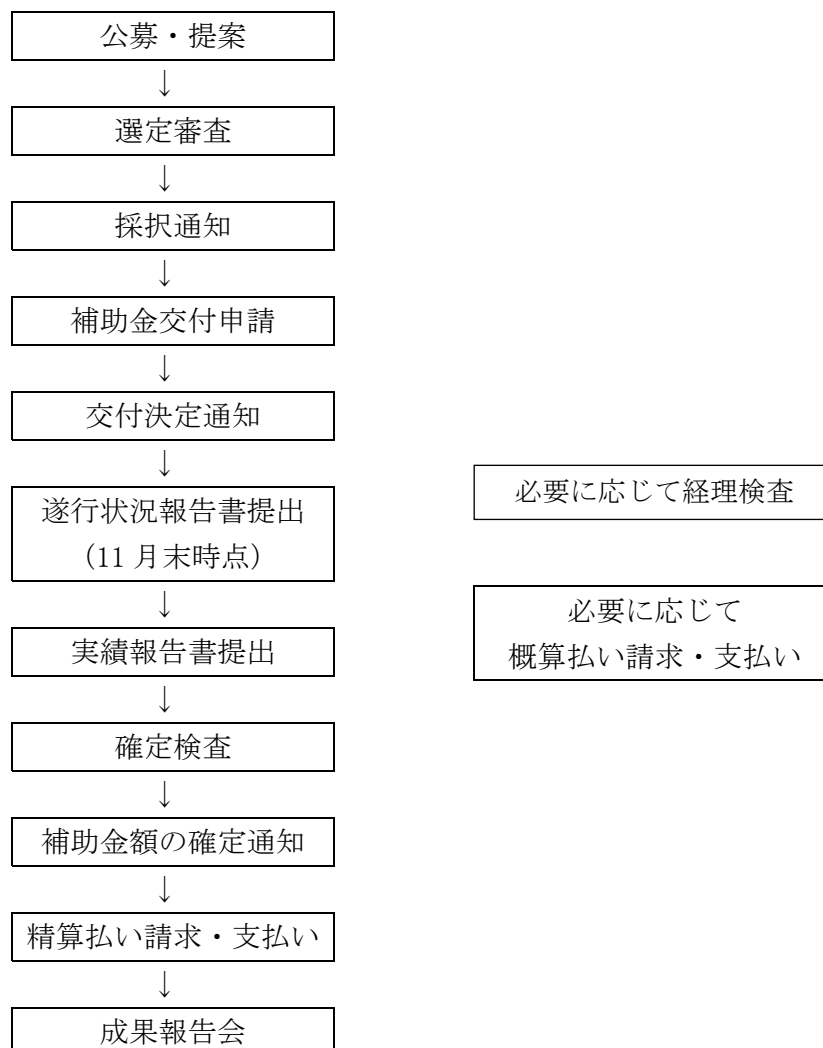 公募・提案
↓
選定審査
↓
採択通知
↓
補助金交付申請
↓
交付決定通知
↓
遂行状況報告書提出
(11 月末時点)
↓
実績報告書提出
↓
確定検査
↓
補助金額の確定通知
↓
精算払い請求・支払い
↓
成果報告会
必要に応じて経理検査
必要に応じて
概算払い請求・支払い